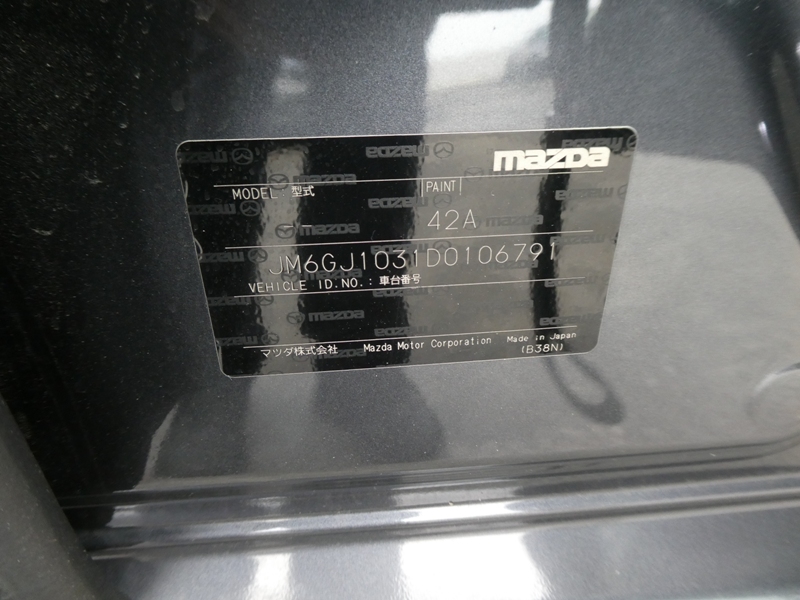 mazda
MODEL 型式 PAINT
42A
JM6GJ1031D0106791
VEHICLE ID.NO.: 車台番号
マツダ株式会社 Mazda Motor Corporation Made in Japan
(B38N)